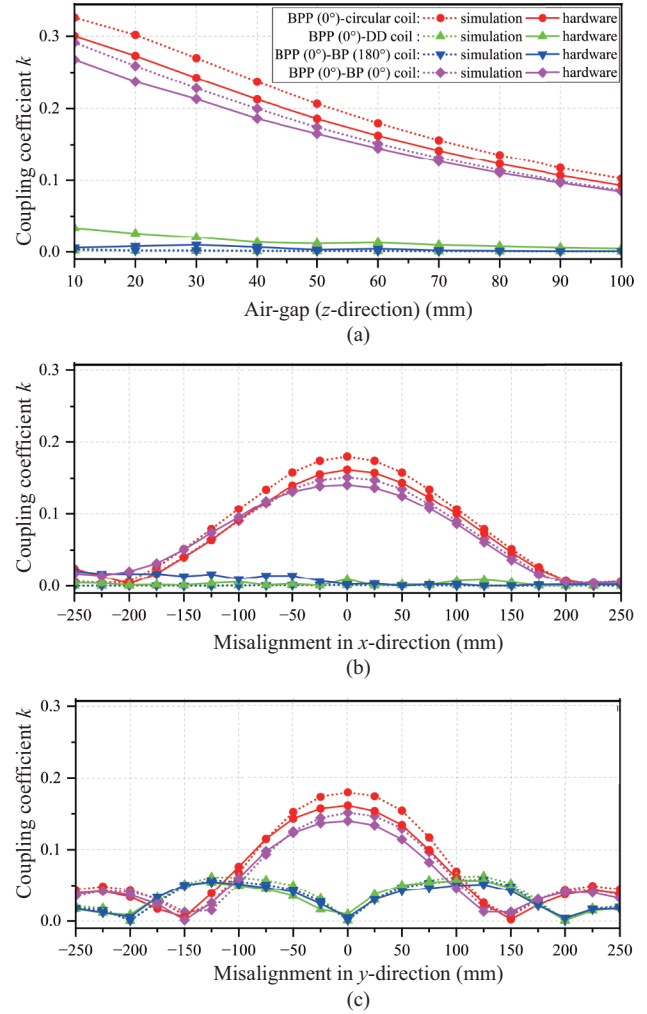 BPP (0°)-circular coil: simulation hardware
BPP (0°)-DD coil : simulation hardware
BPP (0°)-BP (180°) coil: simulation hardware
BPP (0°)-BP (0°) coil: simulation hardware
Coupling coefficient k
0.3
0.2
0.1
0.0
10 20 30 40 50 60 70 80 90 100
Air-gap (z-direction) (mm)
(a)
Coupling coefficient k
0.3
0.2
0.1
0.0
−250 −200 −150 −100 −50 0 50 100 150 200 250
Misalignment in x-direction (mm)
(b)
Coupling coefficient k
0.3
0.2
0.1
0.0
−250 −200 −150 −100 −50 0 50 100 150 200 250
Misalignment in y-direction (mm)
(c)